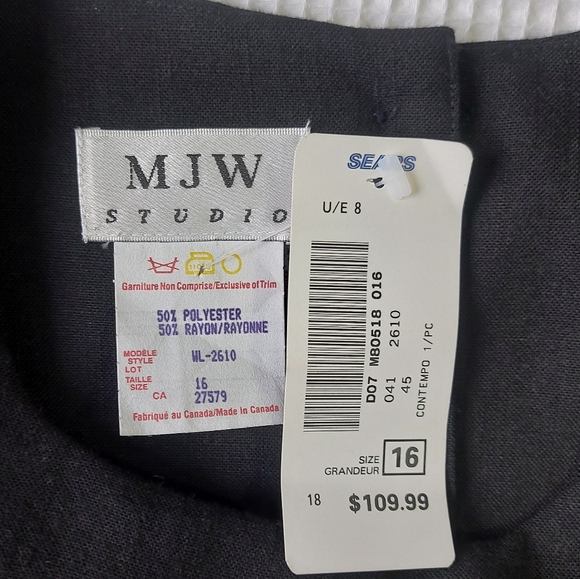 MJW
STUDIO
Garniture Non Comprise/Exclusive of Trim
50% POLYESTER
50% RAYON/RAYONNE
MODÈLE
STYLE WL-2610
LOT
TAILLE
SIZE 16
CA 27579
Fabriqué au Canada/Made in Canada
SEARS
U/E 8
D07 M80518 016
041 2610
45
CONTEMPO 1/PC
SIZE
GRANDEUR 16
18 $109.99